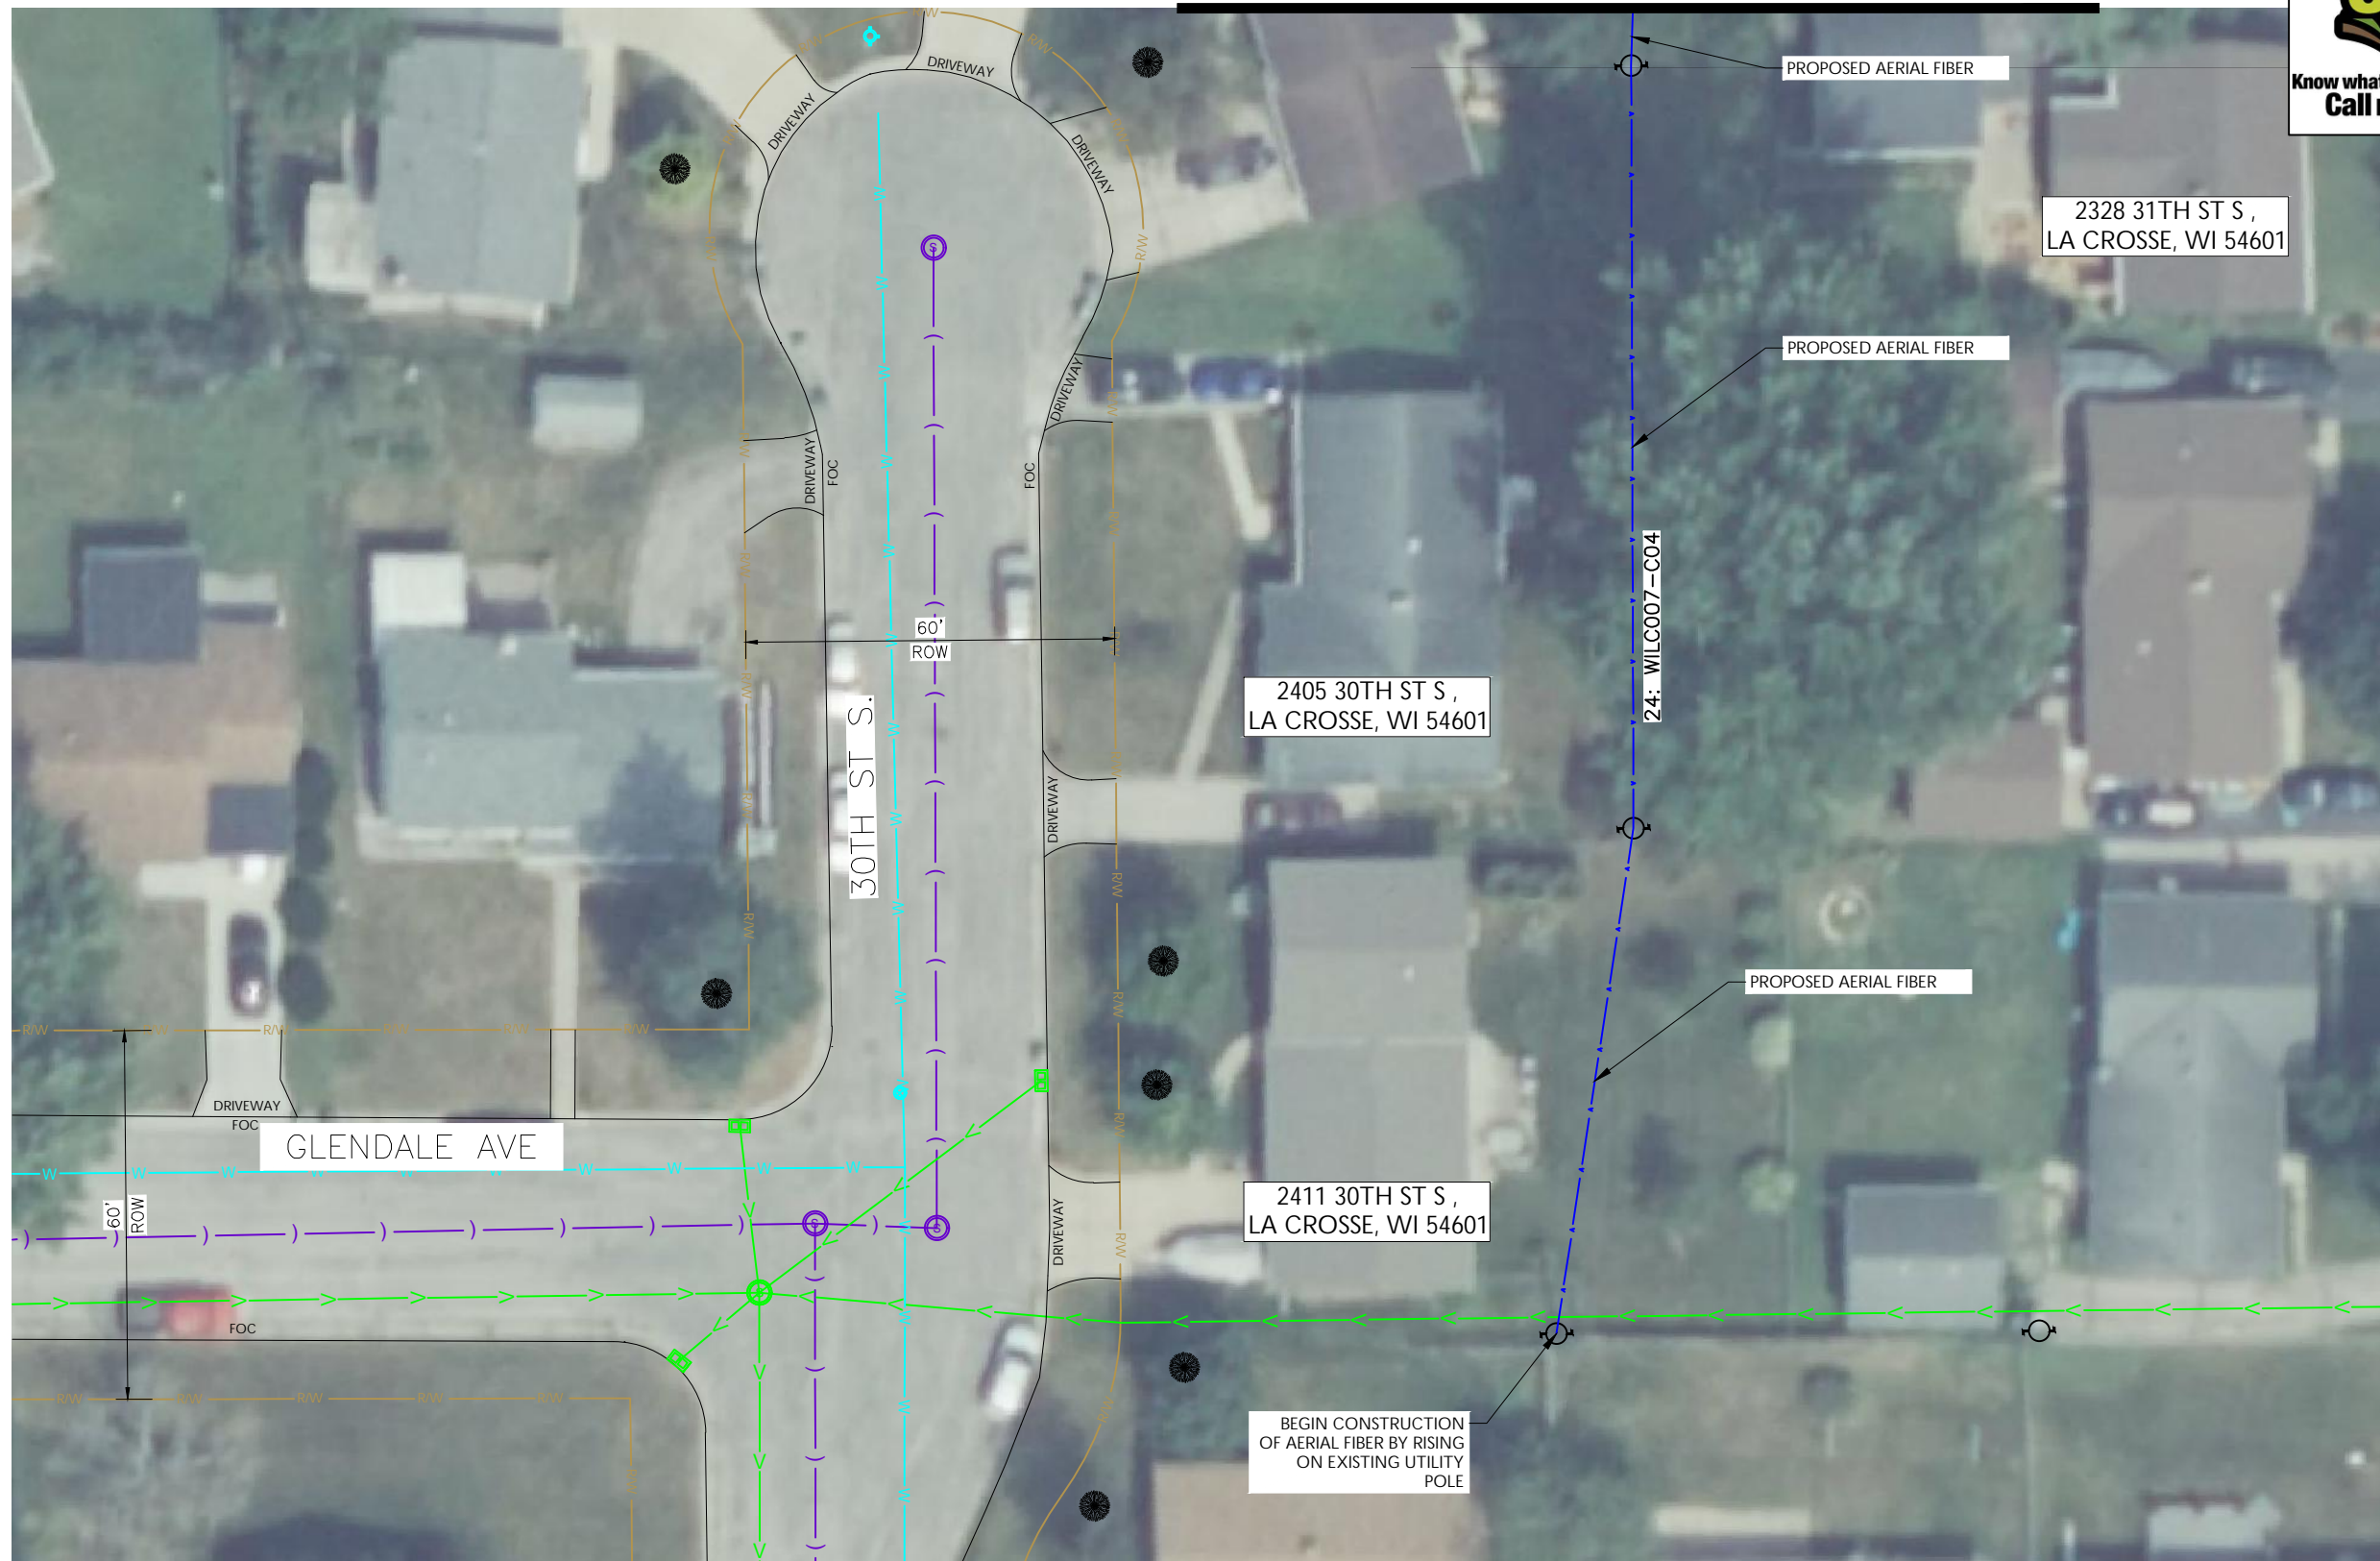 R/W
R/W
R/W
DRIVEWAY
DRIVEWAY
DRIVEWAY
PROPOSED AERIAL FIBER
Know what
Call
2328 31TH ST S ,
LA CROSSE, WI 54601
R/W
R/W
R/W
R/W
W
W
W
S
PROPOSED AERIAL FIBER
DRIVEWAY
R/W
DRIVEWAY
FOC
FOC
R/W
W
W
R/W
R/W
24: WILC007-C04
60'
ROW
W
R/W
R/W
30TH ST S.
2405 30TH ST S ,
LA CROSSE, WI 54601
W
R/W
R/W
DRIVEWAY
W
R/W
R/W
W
PROPOSED AERIAL FIBER
W
R/W
R/W
R/W
R/W
R/W
R/W
R/W
R/W
DRIVEWAY
FOC
GLENDALE AVE
W
W
W
W
W
W
W
W
60'
ROW
R/W
DRIVEWAY
R/W
2411 30TH ST S ,
LA CROSSE, WI 54601
S
S
W
FOC
W
R/W
R/W
R/W
R/W
R/W
R/W
W
R/W
W
BEGIN CONSTRUCTION
OF AERIAL FIBER BY RISING
ON EXISTING UTILITY
POLE